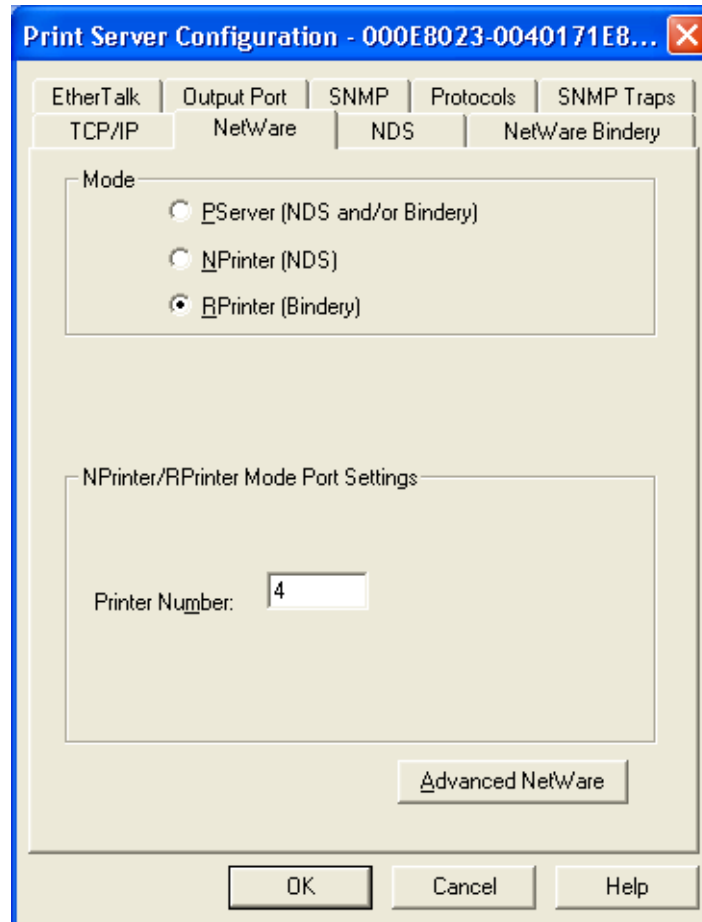 Print Server Configuration - 000E8023-0040171E8...
EtherTalk
Output Port
SNMP
Protocols
SNMP Traps
TCP/IP
NetWare
NDS
NetWare Bindery
Mode
PServer (NDS and/or Bindery)
NPrinter (NDS)
RPrinter (Bindery)
NPrinter/RPrinter Mode Port Settings
Printer Number: 4
Advanced NetWare
OK
Cancel
Help